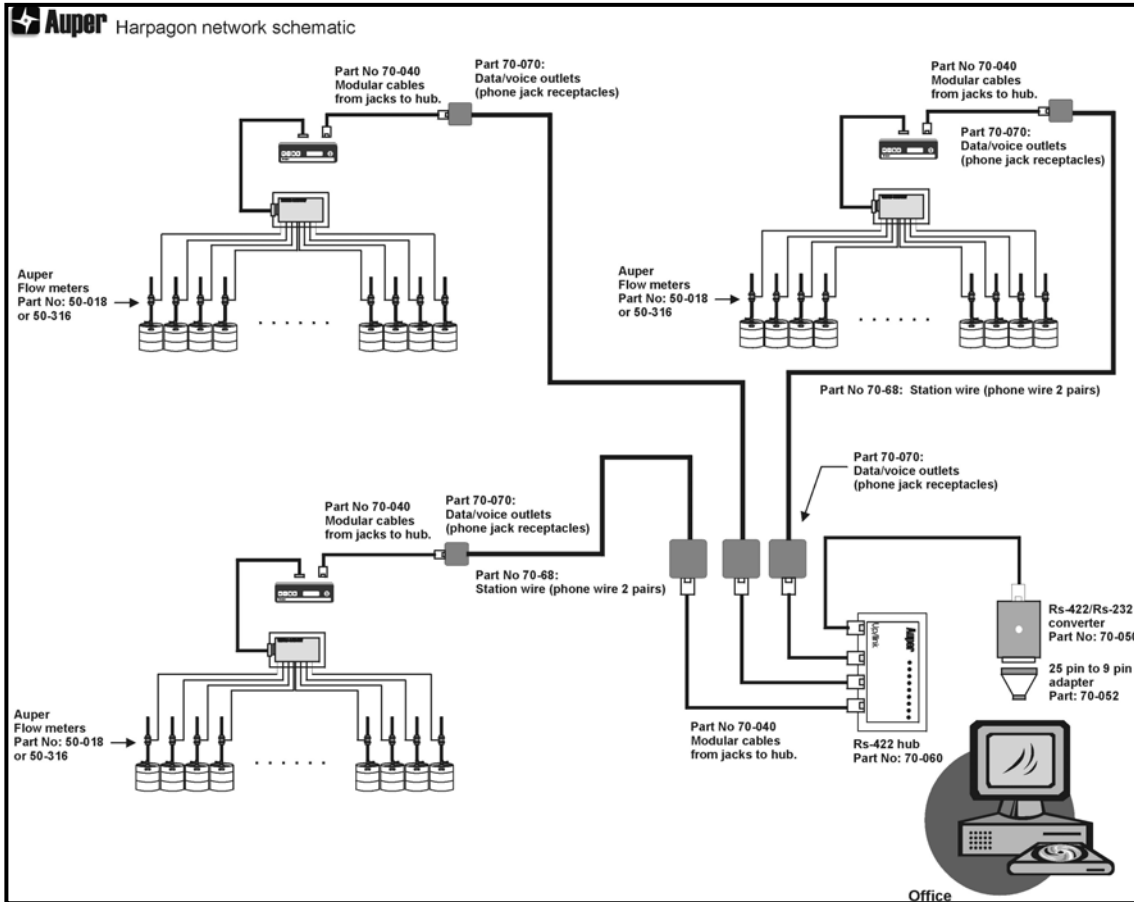 Auper Harpagon network schematic
Part No 70-040
Modular cables
from jacks to hub.
Part 70-070:
Data/voice outlets
(phone jack receptacles)
Part No 70-040
Modular cables
from jacks to hub.
Part 70-070:
Data/voice outlets
(phone jack receptacles)
Auper
Flow meters
Part No: 50-018
or 50-316
Auper
Flow meters
Part No: 50-018
or 50-316
Part No 70-68: Station wire (phone wire 2 pairs)
Part 70-070:
Data/voice outlets
(phone jack receptacles)
Part No 70-040
Modular cables
from jacks to hub.
Part 70-070:
Data/voice outlets
(phone jack receptacles)
Part No 70-68:
Station wire (phone wire 2 pairs)
Auper
Flow meters
Part No: 50-018
or 50-316
Part No 70-040
Modular cables
from jacks to hub.
Up/link
Auper
Rs-422 hub
Part No: 70-060
Rs-422/Rs-232
converter
Part No: 70-050
25 pin to 9 pin
adapter
Part: 70-052
Office